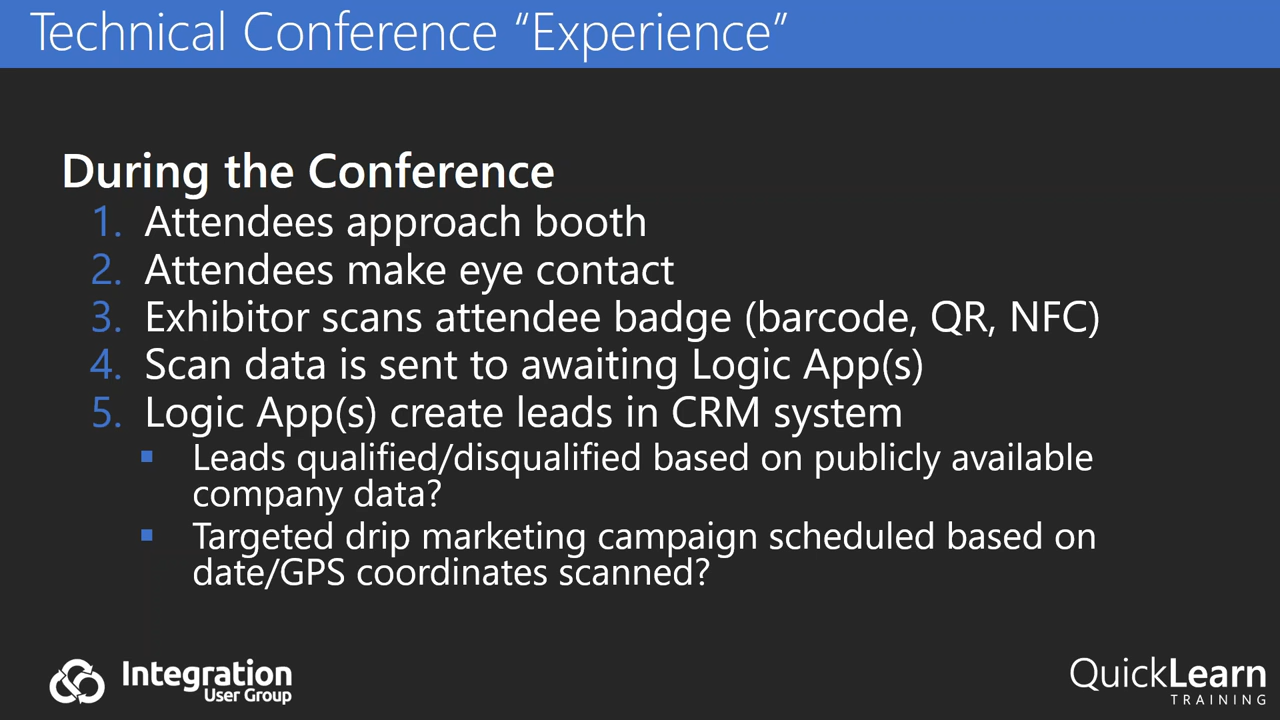 Technical Conference “Experience”
During the Conference
1. Attendees approach booth
2. Attendees make eye contact
3. Exhibitor scans attendee badge (barcode, QR, NFC)
4. Scan data is sent to awaiting Logic App(s)
5. Logic App(s) create leads in CRM system
▪ Leads qualified/disqualified based on publicly available
company data?
▪ Targeted drip marketing campaign scheduled based on
date/GPS coordinates scanned?
Integration
User Group
QuickLearn
TRAINING